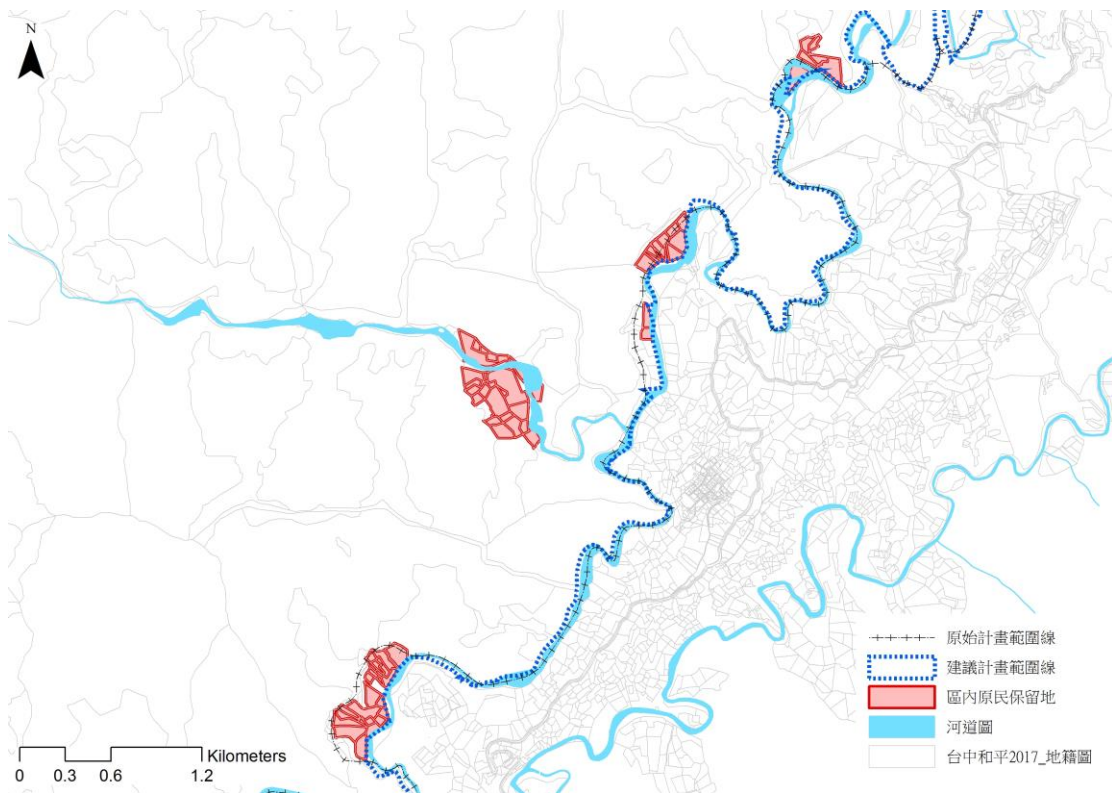 N
原始計畫範圍線
建議計畫範圍線
區內原民保留地
河道圖
台中和平2017_地籍圖
Kilometers
0 0.3 0.6 1.2